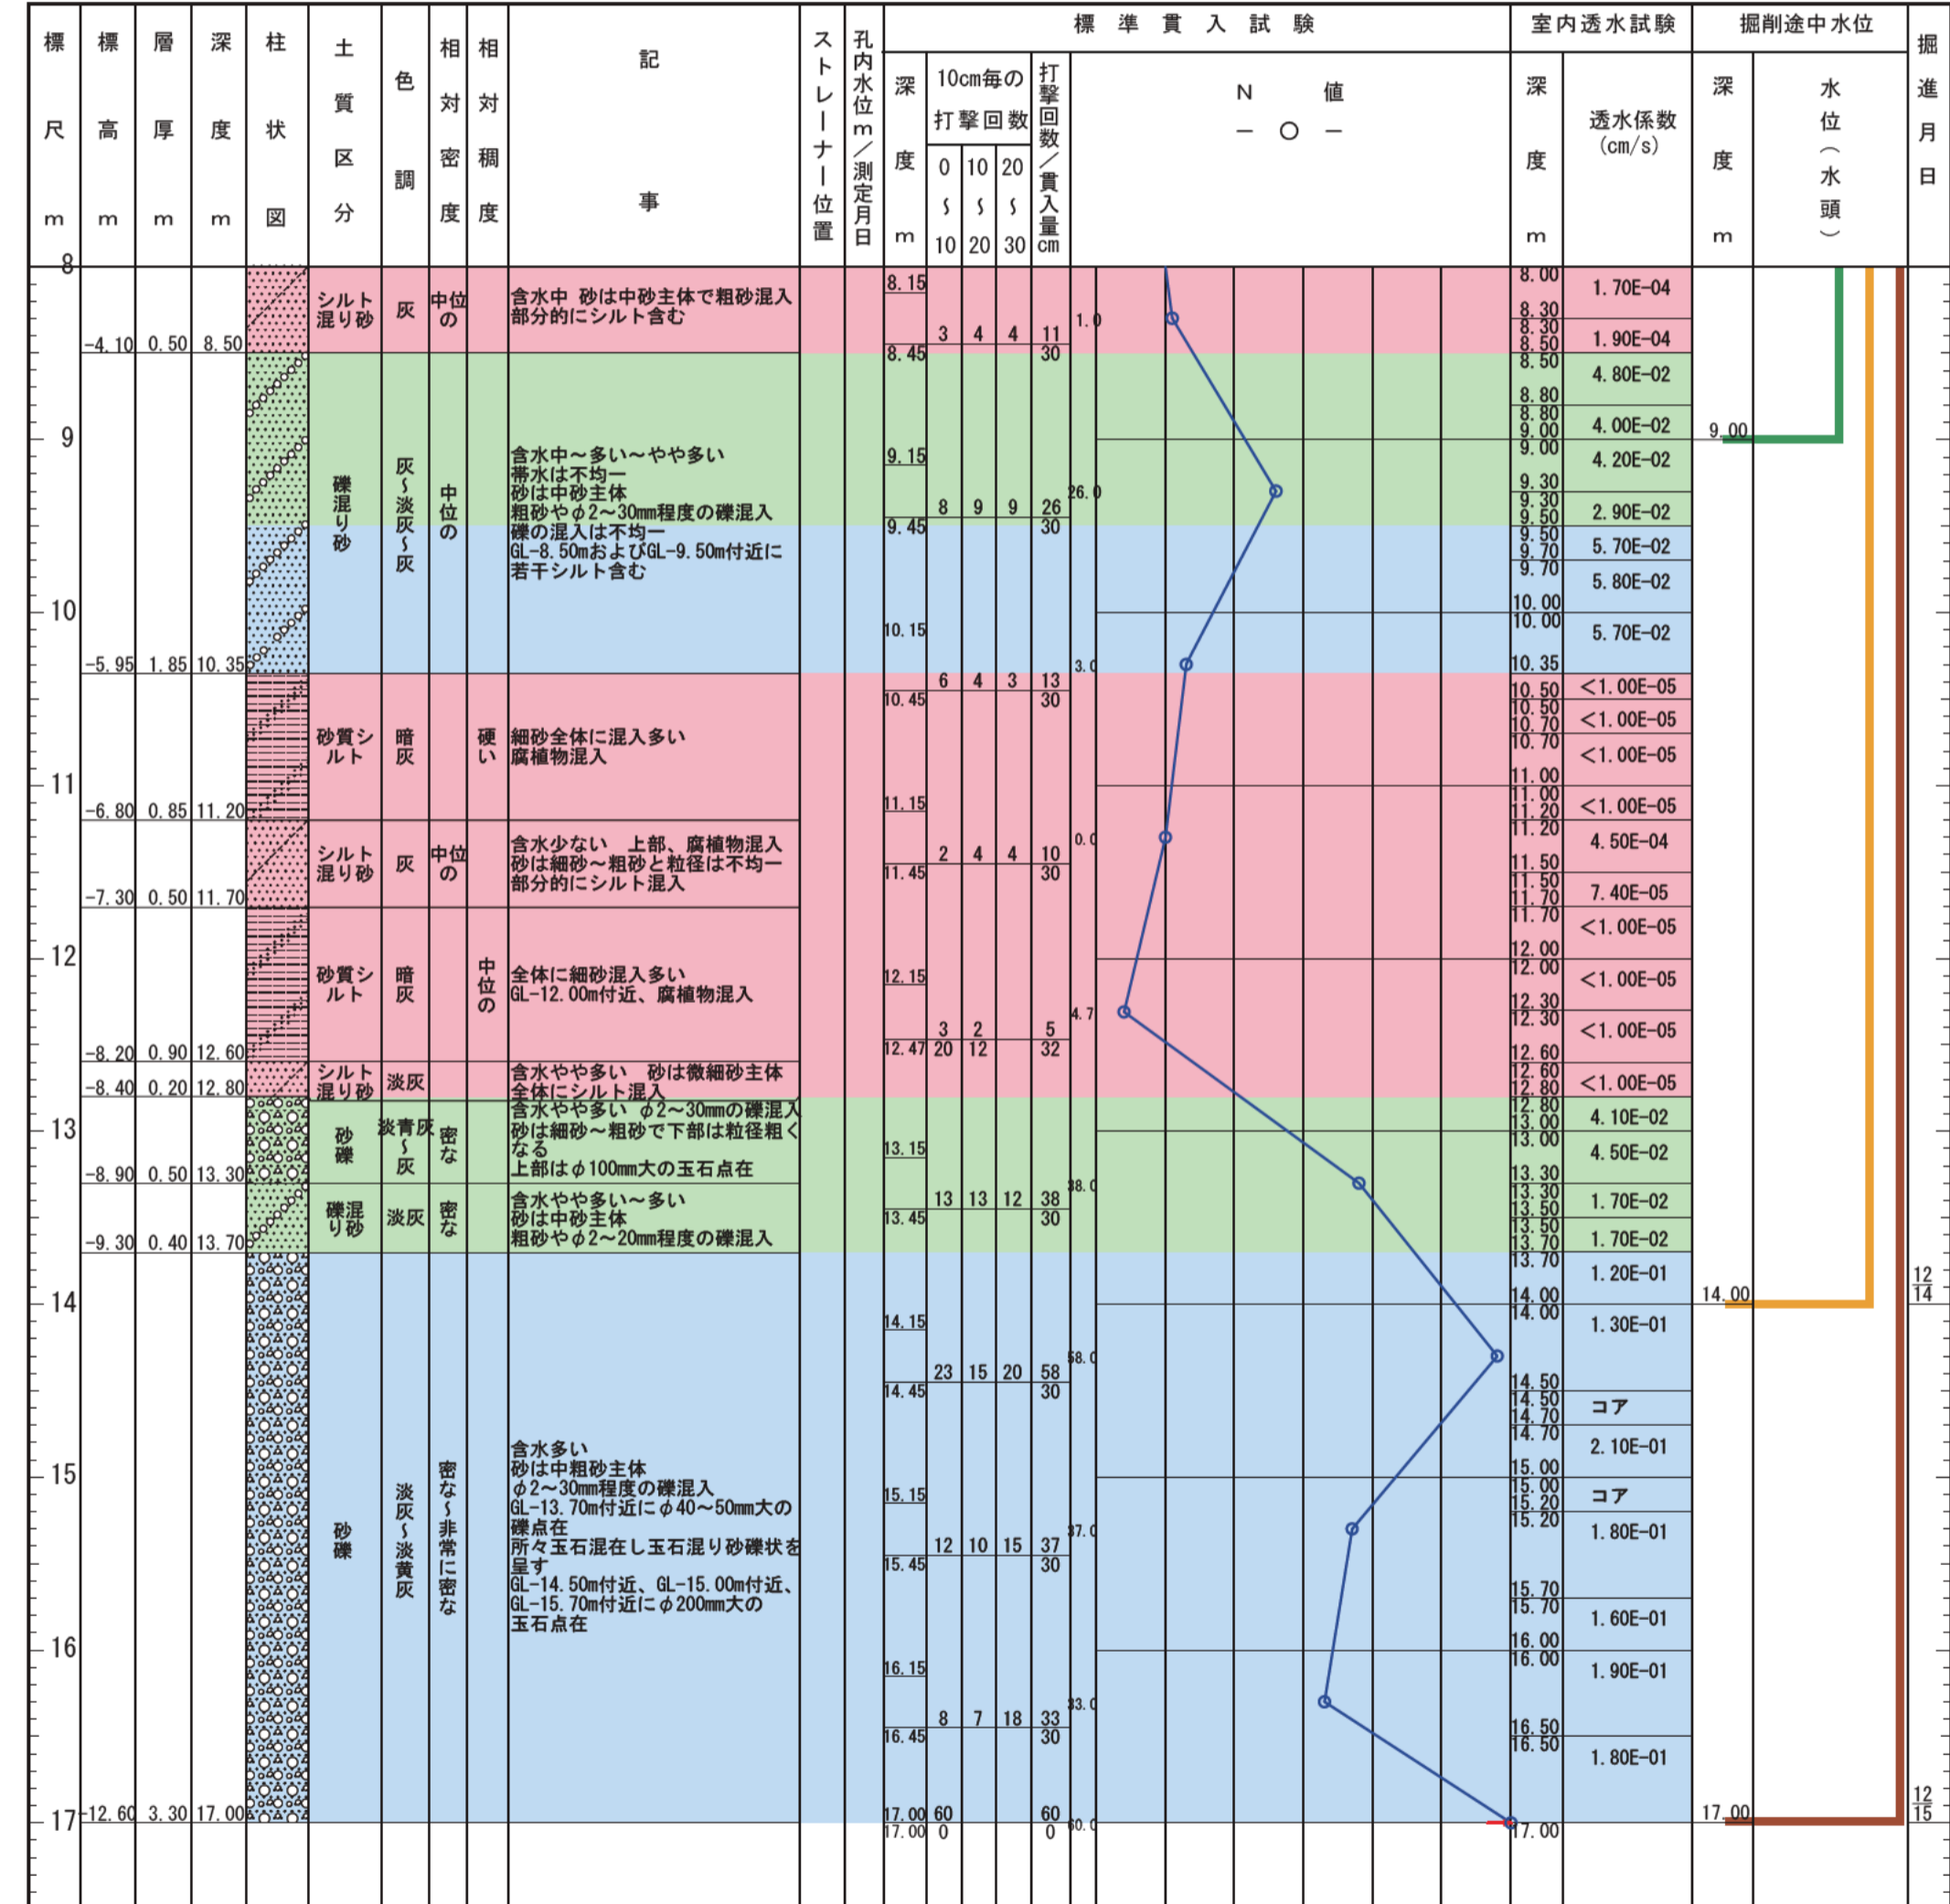 標尺m
標高m
層厚m
深度m
柱状図
土質区分
色調
相対密度
相対稠度
記事
ストレーナー位置
孔内水位m/測定月日
標準貫入試験
深度m
10cm毎の打撃回数
0〜10
10〜20
20〜30
打撃回数/貫入量cm
N 値
－○－
室内透水試験
深度m
透水係数(cm/s)
掘削途中水位
深度m
水位(水頭)
掘進月日
8
9
10
11
12
13
14
15
16
17
-4.10 0.50 8.50
シルト混り砂
灰
中位の
含水中 砂は中砂主体で粗砂混入
部分的にシルト含む
-5.95 1.85 10.35
礫混り砂
灰〜淡灰〜灰
中位の
含水中〜多い〜やや多い
帯水は不均一
砂は中砂主体
粗砂やφ2〜30mm程度の礫混入
礫の混入は不均一
GL-8.50mおよびGL-9.50m付近に
若干シルト含む
-6.80 0.85 11.20
砂質シルト
暗灰
硬い
細砂全体に混入多い
腐植物混入
-7.30 0.50 11.70
シルト混り砂
灰
中位の
含水少ない 上部、腐植物混入
砂は細砂〜粗砂と粒径は不均一
部分的にシルト混入
-8.20 0.90 12.60
砂質シルト
暗灰
中位の
全体に細砂混入多い
GL-12.00m付近、腐植物混入
-8.40 0.20 12.80
シルト混り砂
淡灰
含水やや多い 砂は微細砂主体
全体にシルト混入
-8.90 0.50 13.30
砂礫
淡青灰〜灰
密な
含水やや多い φ2〜30mmの礫混入
砂は細砂〜粗砂で下部は粒径粗く
なる
上部はφ100mm大の玉石点在
-9.30 0.40 13.70
礫混り砂
淡灰
密な
含水やや多い〜多い
砂は中砂主体
粗砂やφ2〜20mm程度の礫混入
-12.60 3.30 17.00
砂礫
淡灰〜淡黄灰
密な〜非常に密な
含水多い
砂は中粗砂主体
φ2〜30mm程度の礫混入
GL-13.70m付近にφ40〜50mm大の
礫点在
所々玉石混在し玉石混り砂礫状を
呈す
GL-14.50m付近、GL-15.00m付近、
GL-15.70m付近にφ200mm大の
玉石点在
8.15
3 4 4 11
8.45 30
1.0
9.15
8 9 9 26
9.45 30
26.0
10.15
6 4 3 13
10.45 30
3.0
11.15
2 4 4 10
11.45 30
0.0
12.15
3 2 5
12.47 20 12 32
4.7
13.15
13 13 12 38
13.45 30
38.0
14.15
23 15 20 58
14.45 30
58.0
15.15
12 10 15 37
15.45 30
37.0
16.15
8 7 18 33
16.45 30
33.0
17.00 60 60
17.00 0 0
60.0
8.00 1.70E-04
8.30
8.30 1.90E-04
8.50
8.50 4.80E-02
8.80
8.80 4.00E-02
9.00
9.00 4.20E-02
9.30
9.30 2.90E-02
9.50
9.50 5.70E-02
9.70
9.70 5.80E-02
10.00
10.00 5.70E-02
10.35
<1.00E-05
10.50
10.50 <1.00E-05
10.70
10.70 <1.00E-05
11.00
11.00 <1.00E-05
11.20
11.20 4.50E-04
11.50
11.50 7.40E-05
11.70
11.70 <1.00E-05
12.00
12.00 <1.00E-05
12.30
12.30 <1.00E-05
12.60
12.60 <1.00E-05
12.80
12.80 4.10E-02
13.00
13.00 4.50E-02
13.30
13.30 1.70E-02
13.50
13.50 1.70E-02
13.70
13.70 1.20E-01
14.00
14.00 1.30E-01
14.50
14.50 コア
14.70
14.70 2.10E-01
15.00
15.00 コア
15.20
15.20 1.80E-01
15.70
15.70 1.60E-01
16.00
16.00 1.90E-01
16.50
16.50 1.80E-01
17.00
9.00
14.00
17.00
12
14
12
15